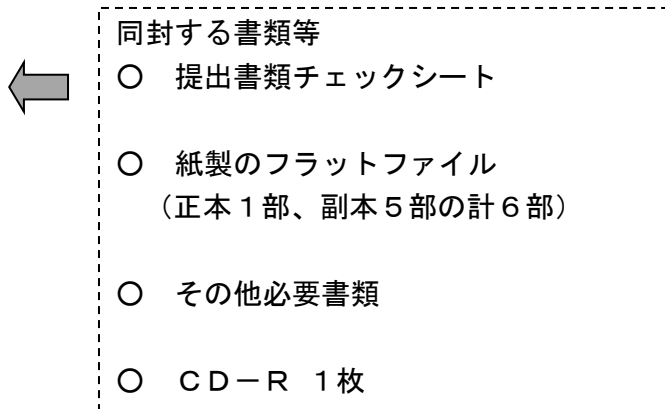 同封する書類等
○　提出書類チェックシート
○　紙製のフラットファイル
（正本１部、副本５部の計６部）
○　その他必要書類
○　ＣＤ－Ｒ １枚